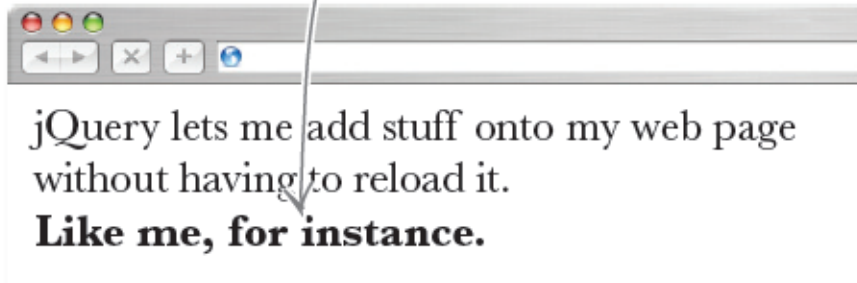 jQuery lets me add stuff onto my web page
without having to reload it.
Like me, for instance.